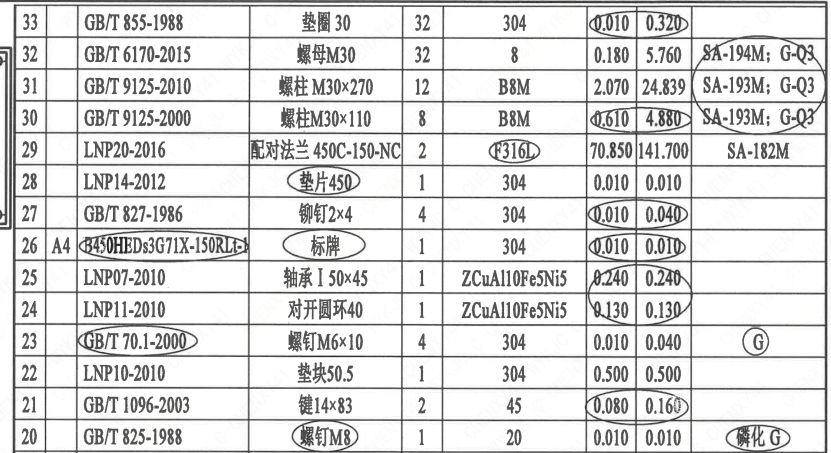 33 GB/T 855-1988 垫圈 30 32 304 0.010 0.320
32 GB/T 6170-2015 螺母M30 32 8 0.180 5.760 SA-194M; G-Q3
31 GB/T 9125-2010 螺柱 M30×270 12 B8M 2.070 24.839 SA-193M; G-Q3
30 GB/T 9125-2000 螺柱M30×110 8 B8M 0.610 4.880 SA-193M; G-Q3
29 LNP20-2016 配对法兰 450C-150-NC 2 F316L 70.850 141.700 SA-182M
28 LNP14-2012 垫片450 1 304 0.010 0.010
27 GB/T 827-1986 铆钉2×4 4 304 0.010 0.040
26 A4 B450HEDs3G71X-150RLt-1 标牌 1 304 0.010 0.010
25 LNP07-2010 轴承 I 50×45 1 ZCuAl10Fe5Ni5 0.240 0.240
24 LNP11-2010 对开圆环40 1 ZCuAl10Fe5Ni5 0.130 0.130
23 GB/T 70.1-2000 螺钉M6×10 4 304 0.010 0.040 G
22 LNP10-2010 垫块50.5 1 304 0.500 0.500
21 GB/T 1096-2003 键14×83 2 45 0.080 0.160
20 GB/T 825-1988 螺钉M8 1 20 0.010 0.010 磷化 G